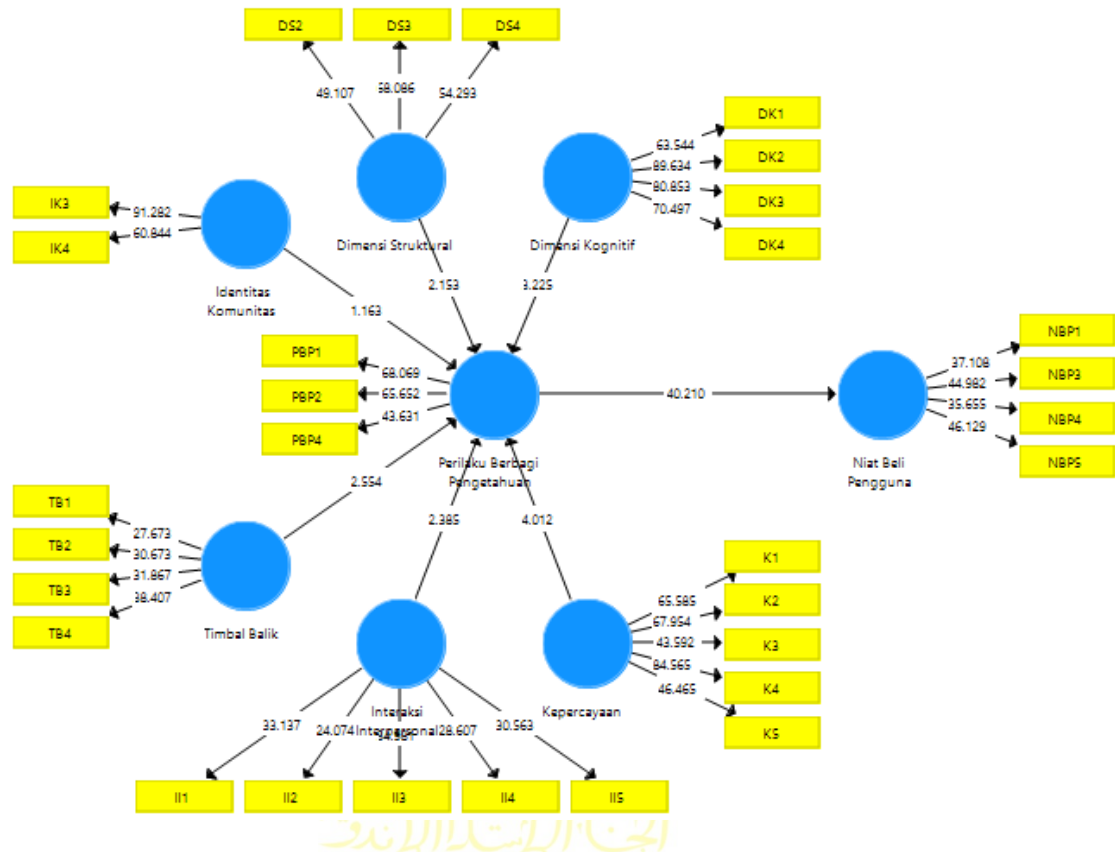 DS2
DS3
DS4
49.107
54.293
Dimensi Struktural
DK1
DK2
DK3
DK4
63.544
89.634
80.853
70.497
Dimensi Kognitif
IK3
IK4
91.282
60.844
Identitas
Komunitas
2.153
3.225
1.163
PBP1
PBP2
PBP4
68.069
65.652
43.631
Perilaku Berbagi
Pengetahuan
40.210
NBP1
NBP3
NBP4
NBP5
37.108
44.982
35.655
46.129
Niat Beli
Pengguna
2.554
2.385
4.012
TB1
TB2
TB3
TB4
27.673
30.673
31.867
38.407
Timbal Balik
K1
K2
K3
K4
K5
65.585
67.954
43.592
84.565
46.465
Kepercayaan
Interaksi
Interpersonal
33.137
24.074
28.607
30.563
II1
II2
II3
II4
II5